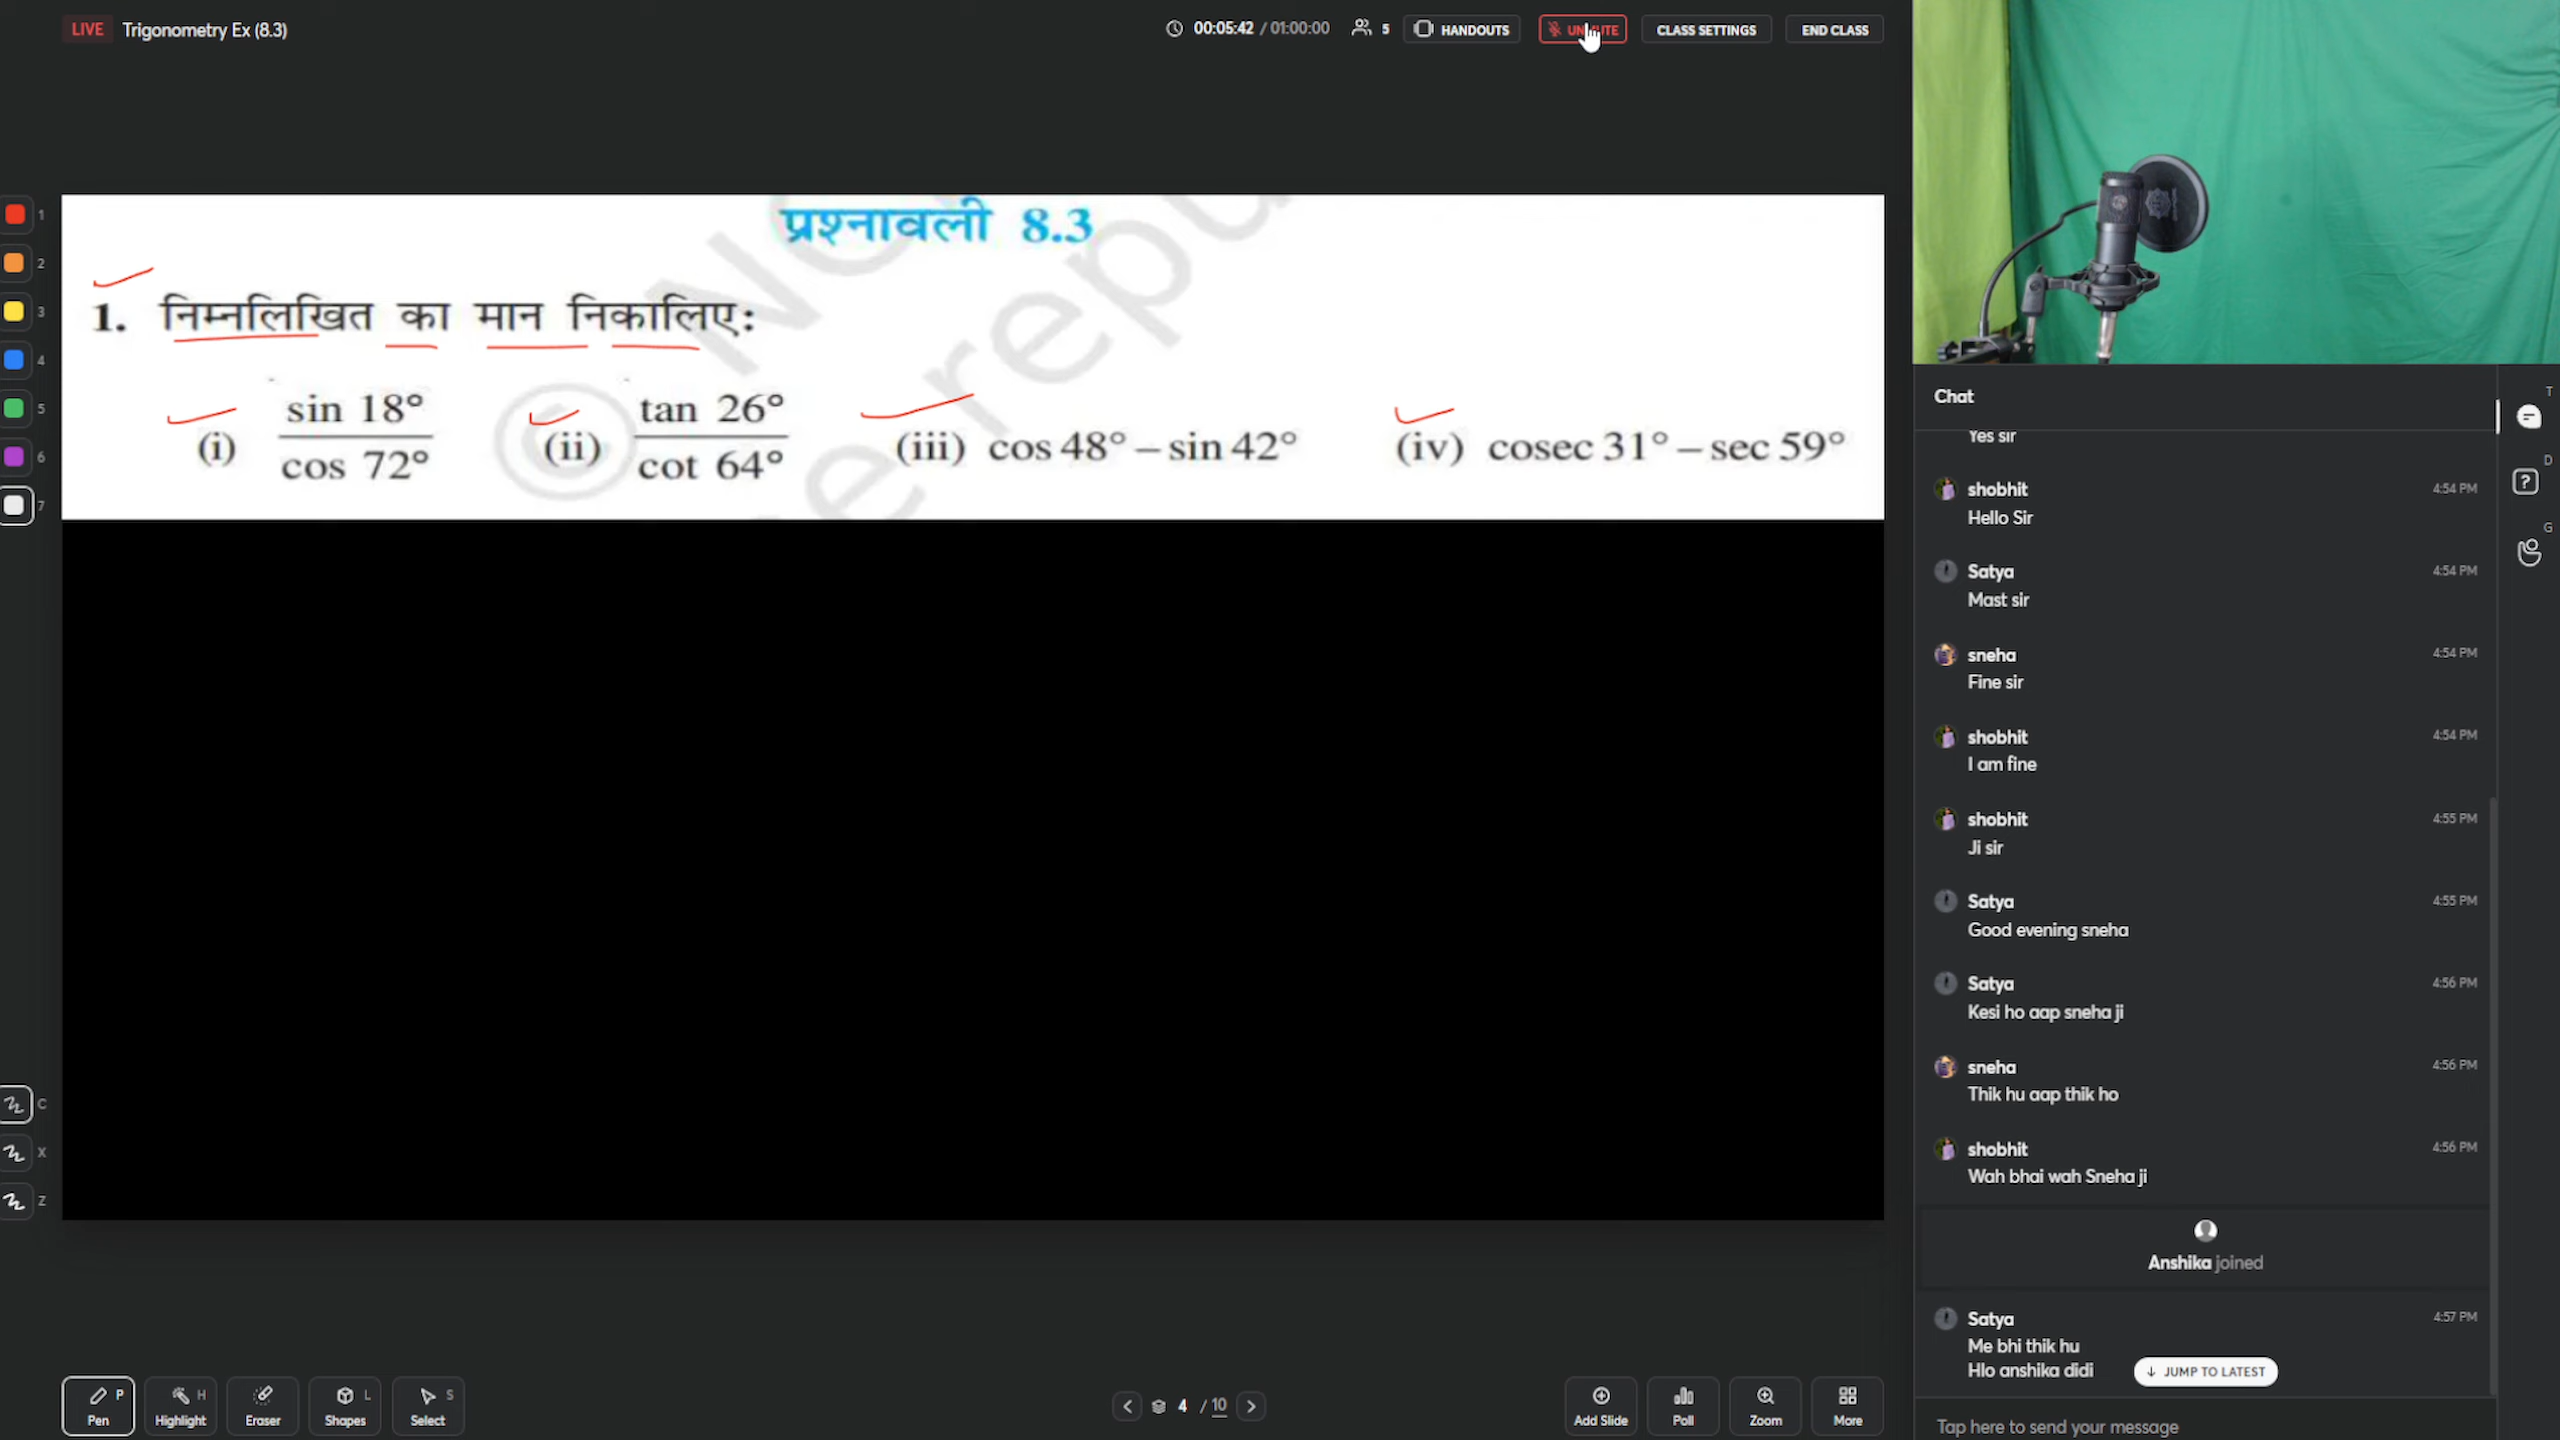 LIVE Trigonometry Ex (8.3)
00:05:42 / 01:00:00 5 HANDOUTS CLASS SETTINGS END CLASS
प्रश्नावली 8.3
1. निम्नलिखित का मान निकालिए:
(i) sin 18° / cos 72° (ii) tan 26° / cot 64° (iii) cos 48° – sin 42° (iv) cosec 31° – sec 59°
1
2
3
4
5
6
7
C
X
Z
P Pen
H Highlight
Eraser
L Shapes
S Select
4 / 10
Add Slide
Poll
Zoom
More
Chat
Yes sir
shobhit 4:54 PM
Hello Sir
Satya 4:54 PM
Mast sir
sneha 4:54 PM
Fine sir
shobhit 4:54 PM
I am fine
shobhit 4:55 PM
Ji sir
Satya 4:55 PM
Good evening sneha
Satya 4:56 PM
Kesi ho aap sneha ji
sneha 4:56 PM
Thik hu aap thik ho
shobhit 4:56 PM
Wah bhai wah Sneha ji
Anshika joined
Satya 4:57 PM
Me bhi thik hu
Hlo anshika didi
JUMP TO LATEST
Tap here to send your message
T
D
G